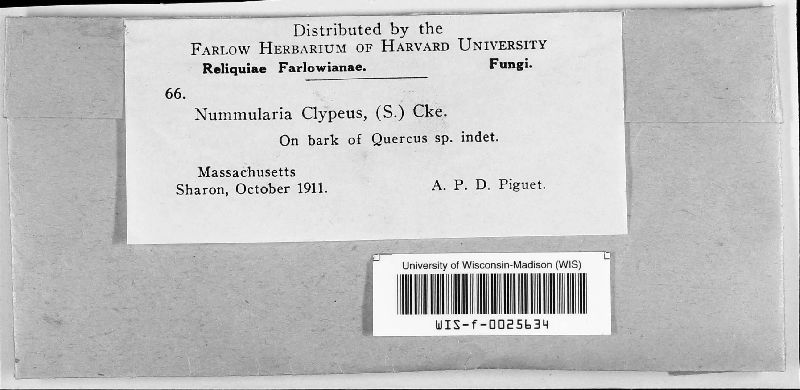 Distributed by the
Farlow Herbarium of Harvard University
Reliquiae Farlowianae. Fungi.
66.
Nummularia Clypeus, (S.) Cke.
On bark of Quercus sp. indet.
Massachusetts
Sharon, October 1911. A. P. D. Piguet.
University of Wisconsin-Madison (WIS)
WIS-f-0025634